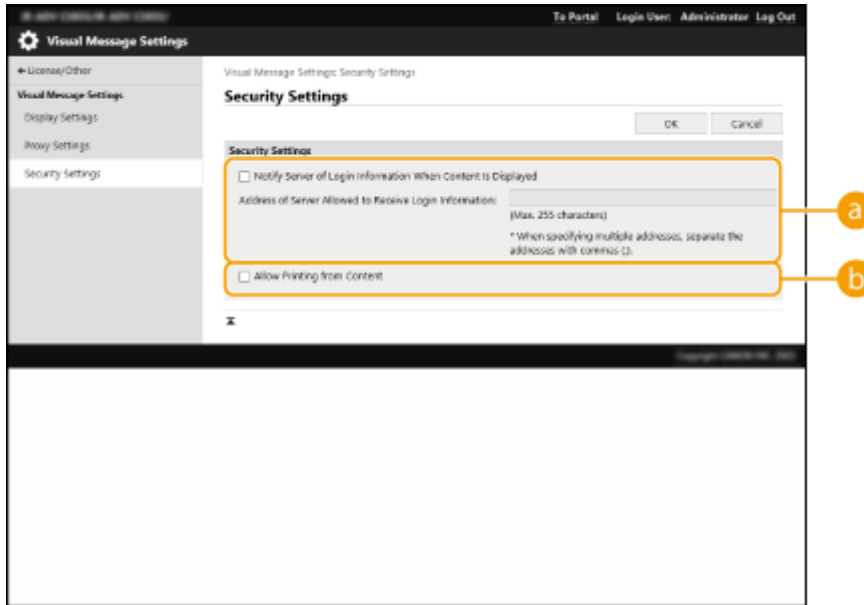 To Portal Login User: Administrator Log Out
Visual Message Settings
License/Other
Visual Message Settings: Security Settings
Visual Message Settings
Security Settings
Display Settings
OK Cancel
Proxy Settings
Security Settings
Security Settings
Notify Server of Login Information When Content Is Displayed
Address of Server Allowed to Receive Login Information:
a
(Max. 255 characters)
* When specifying multiple addresses, separate the
addresses with commas (,).
Allow Printing from Content
b